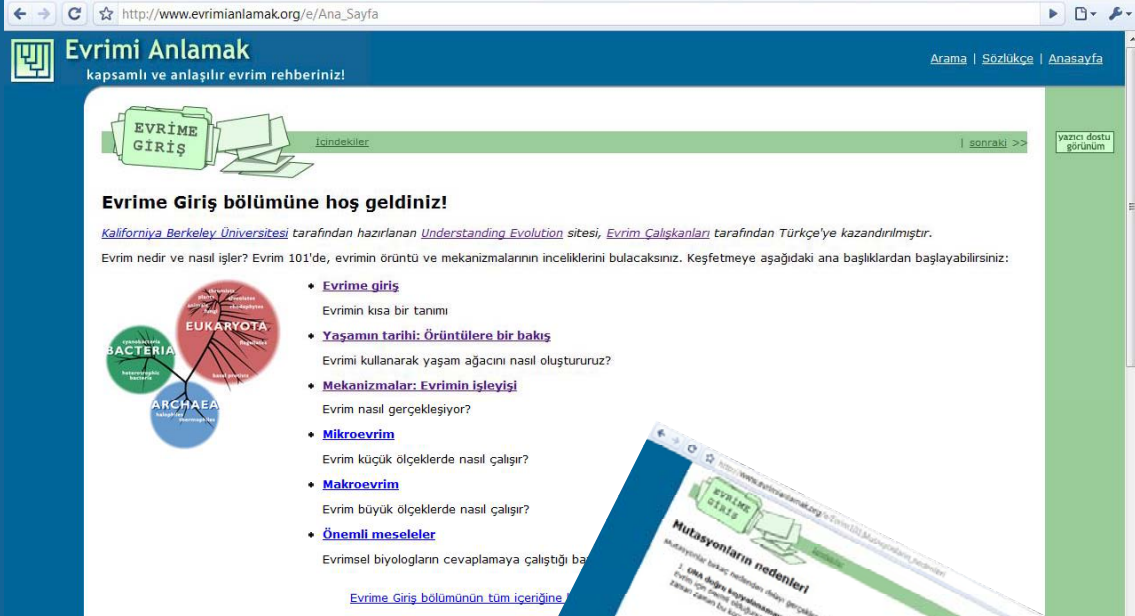 http://www.evrimianlamak.org/e/Ana_Sayfa
Evrimi Anlamak
kapsamlı ve anlaşılır evrim rehberiniz!
Arama | Sözlükçe | Anasayfa
EVRİME
GİRİŞ
İçindekiler
| sonraki >>
yazıcı dostu
görünüm
Evrime Giriş bölümüne hoş geldiniz!
Kaliforniya Berkeley Üniversitesi tarafından hazırlanan Understanding Evolution sitesi, Evrim Çalışkanları tarafından Türkçe'ye kazandırılmıştır.
Evrim nedir ve nasıl işler? Evrim 101'de, evrimin örüntü ve mekanizmalarının inceliklerini bulacaksınız. Keşfetmeye aşağıdaki ana başlıklardan başlayabilirsiniz:
EUKARYOTA
BACTERIA
ARCHAEA
Evrime giriş
Evrimin kısa bir tanımı
Yaşamın tarihi: Örüntülere bir bakış
Evrimi kullanarak yaşam ağacını nasıl oluştururuz?
Mekanizmalar: Evrimin işleyişi
Evrim nasıl gerçekleşiyor?
Mikroevrim
Evrim küçük ölçeklerde nasıl çalışır?
Makroevrim
Evrim büyük ölçeklerde nasıl çalışır?
Önemli meseleler
Evrimsel biyologların cevaplamaya çalıştığı
Evrime Giriş bölümünün tüm içeriğine
EVRİME
GİRİŞ
Mutasyonların nedenleri